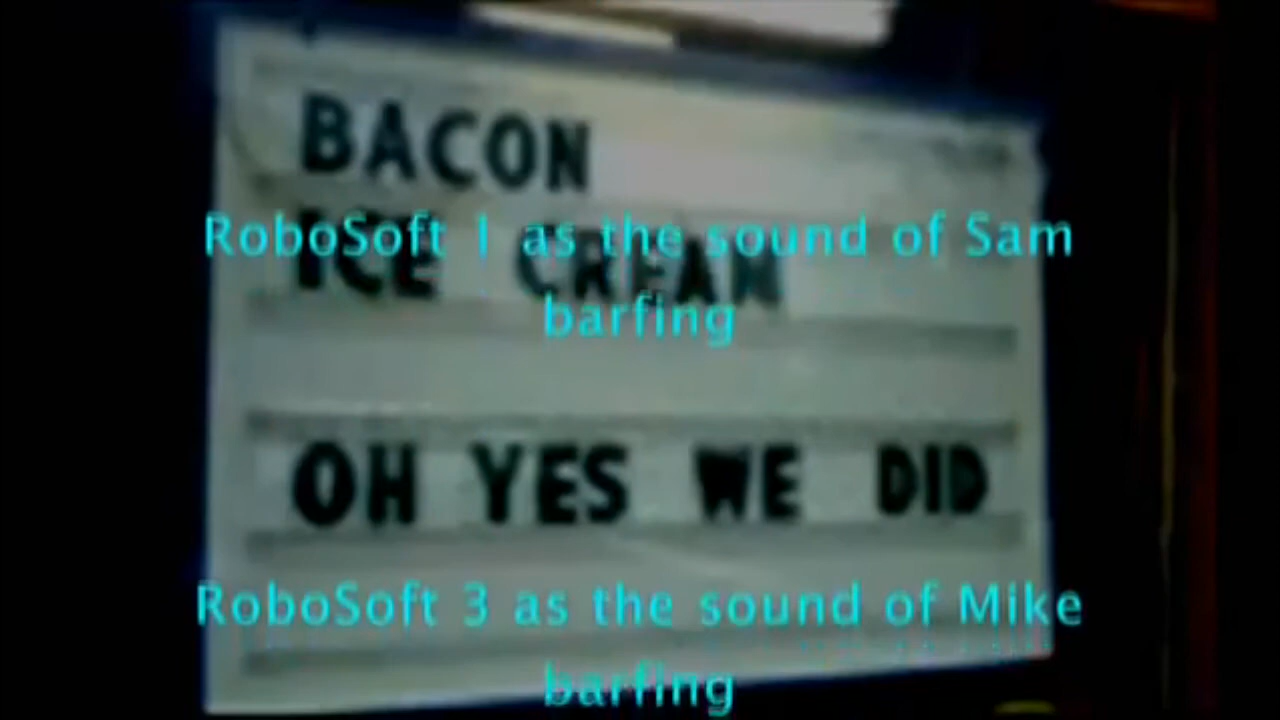 BACON
RoboSoft 1 as the sound of Sam
ICE CREAM
barfing
OH YES WE DID
RoboSoft 3 as the sound of Mike
barfing